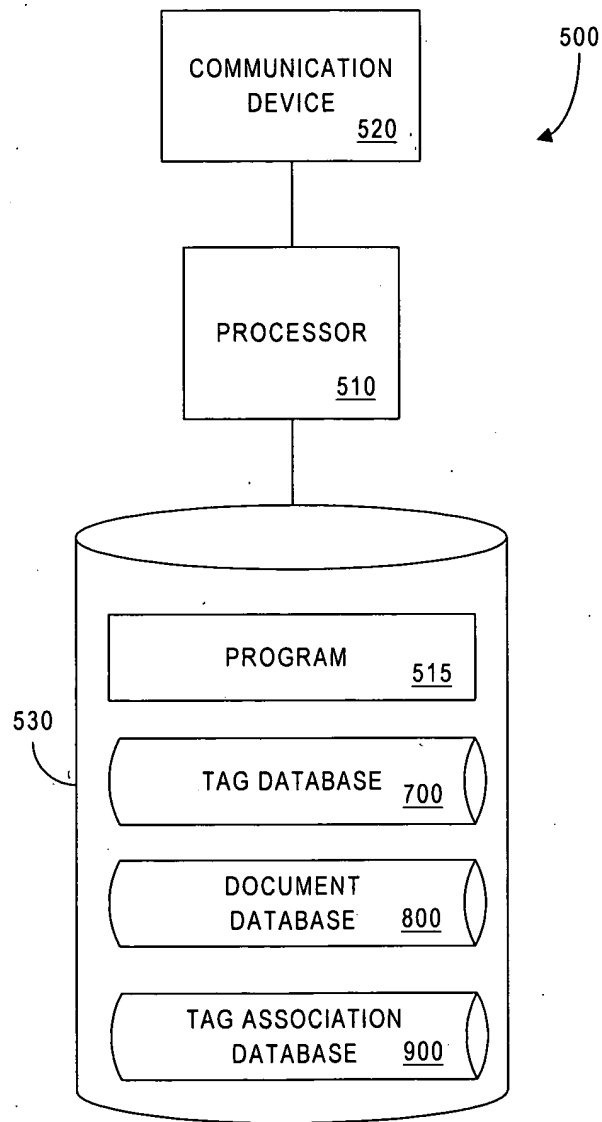 500
COMMUNICATION
DEVICE
520
PROCESSOR
510
PROGRAM
515
530
TAG DATABASE
700
DOCUMENT
DATABASE
800
TAG ASSOCIATION
DATABASE
900